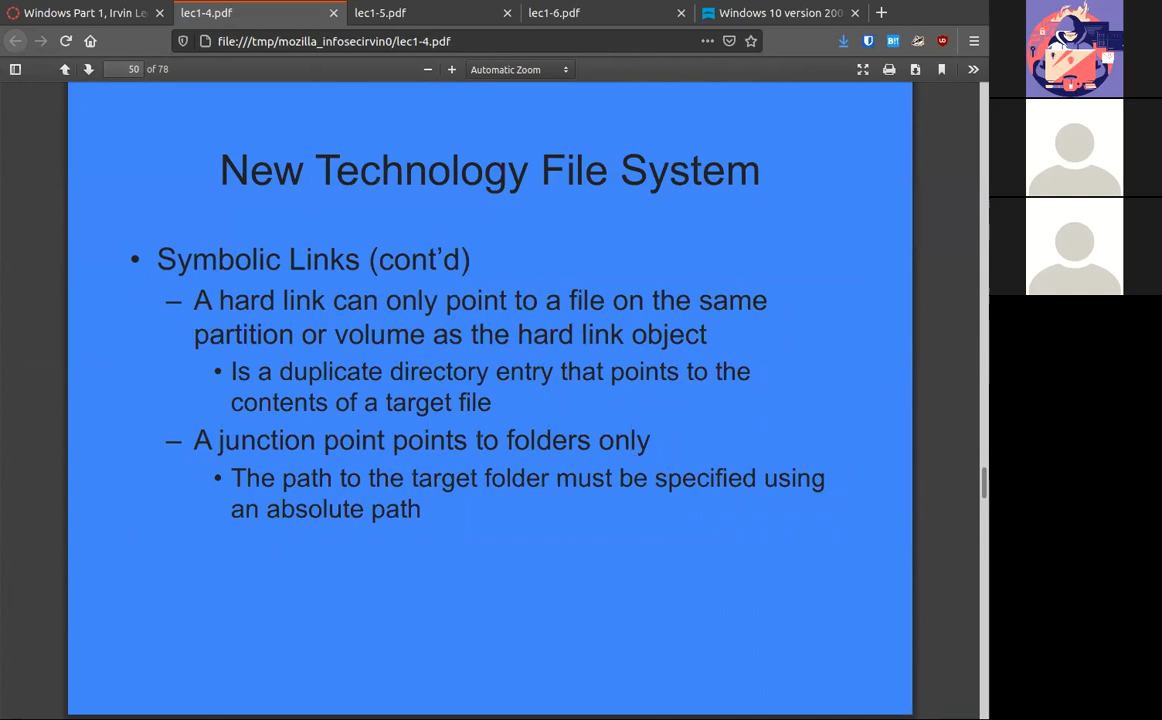 Windows Part 1, Irvin Le
lec1-4.pdf
lec1-5.pdf
lec1-6.pdf
Windows 10 version 200
file:///tmp/mozilla_infosecirvin0/lec1-4.pdf
50 of 78
Automatic Zoom
New Technology File System
• Symbolic Links (cont’d)
– A hard link can only point to a file on the same
partition or volume as the hard link object
• Is a duplicate directory entry that points to the
contents of a target file
– A junction point points to folders only
• The path to the target folder must be specified using
an absolute path